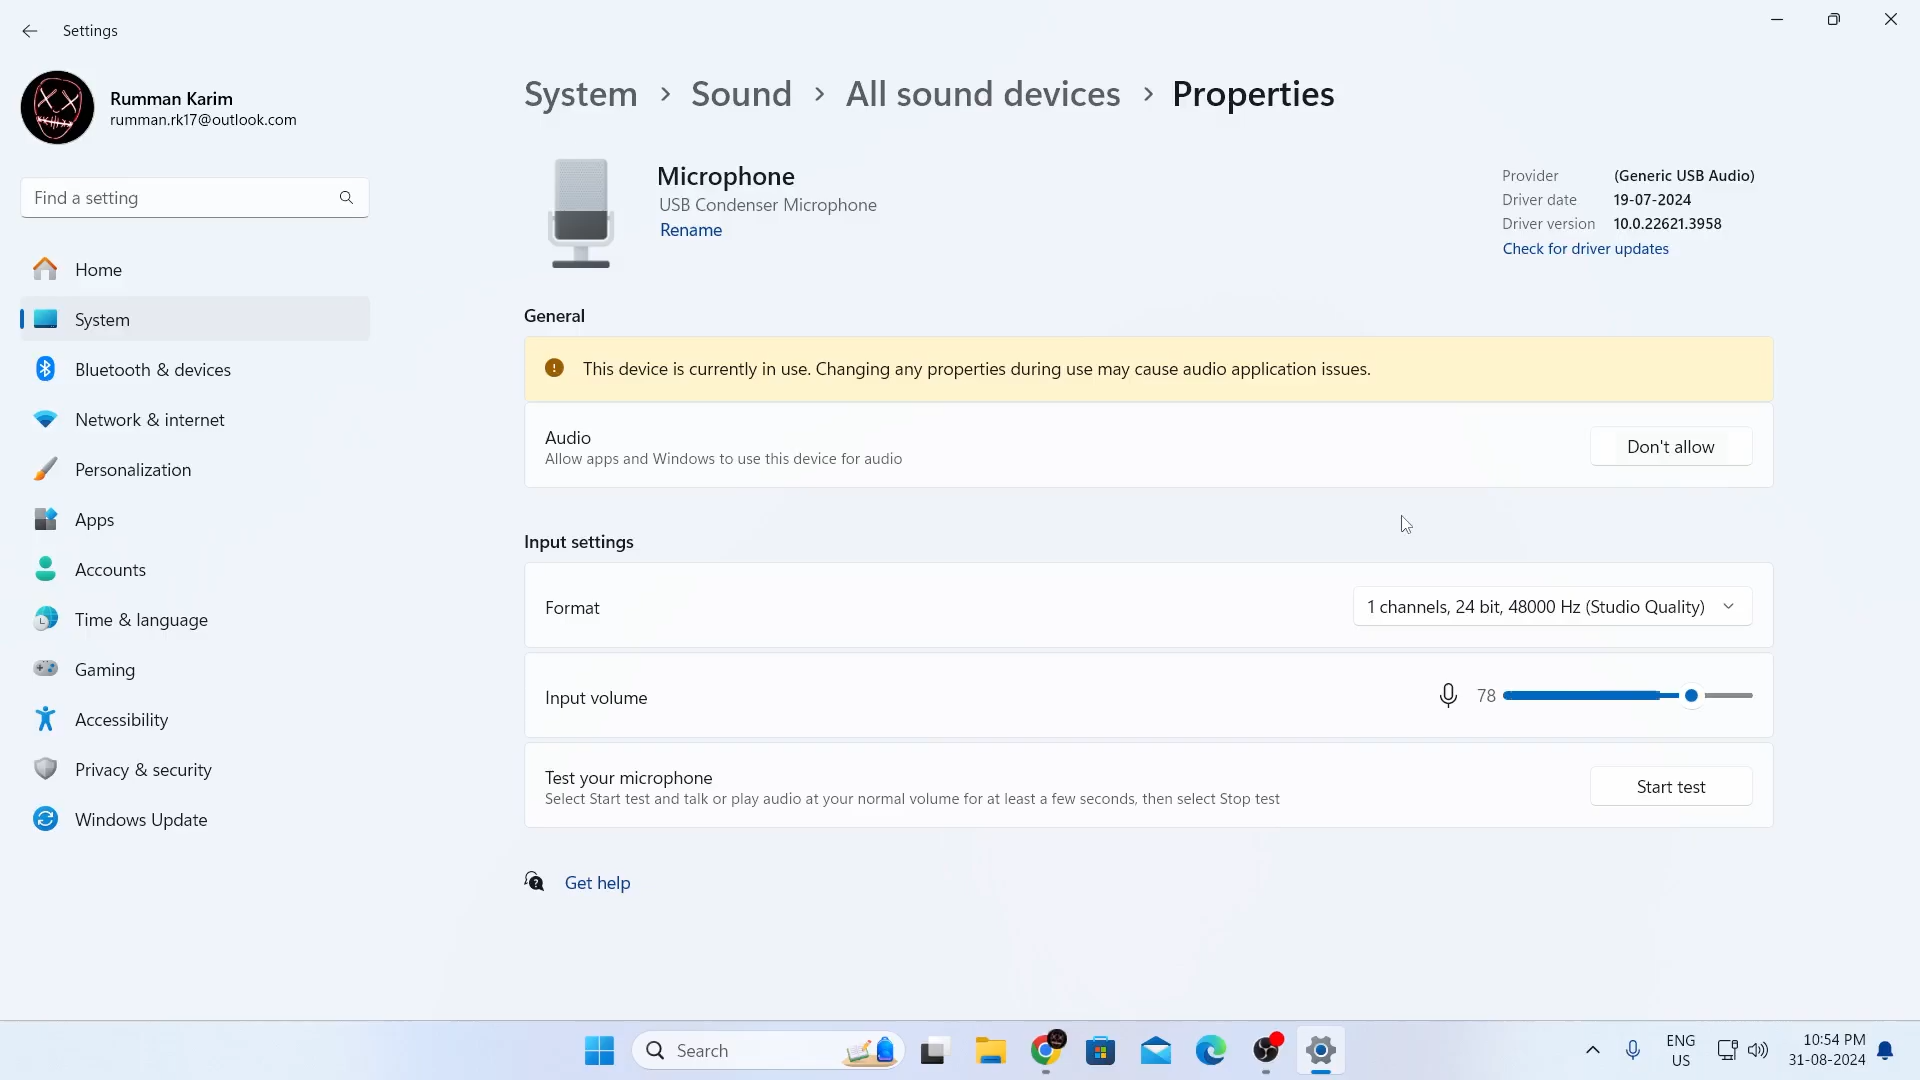 Settings
Rumman Karim
rumman.rk17@outlook.com
Find a setting
Home
System
Bluetooth & devices
Network & internet
Personalization
Apps
Accounts
Time & language
Gaming
Accessibility
Privacy & security
Windows Update
System > Sound > All sound devices > Properties
Microphone
USB Condenser Microphone
Rename
Provider (Generic USB Audio)
Driver date 19-07-2024
Driver version 10.0.22621.3958
Check for driver updates
General
This device is currently in use. Changing any properties during use may cause audio application issues.
Audio
Allow apps and Windows to use this device for audio
Don't allow
Input settings
Format
1 channels, 24 bit, 48000 Hz (Studio Quality)
Input volume
78
Test your microphone
Select Start test and talk or play audio at your normal volume for at least a few seconds, then select Stop test
Start test
Get help
Search
ENG
US
10:54 PM
31-08-2024